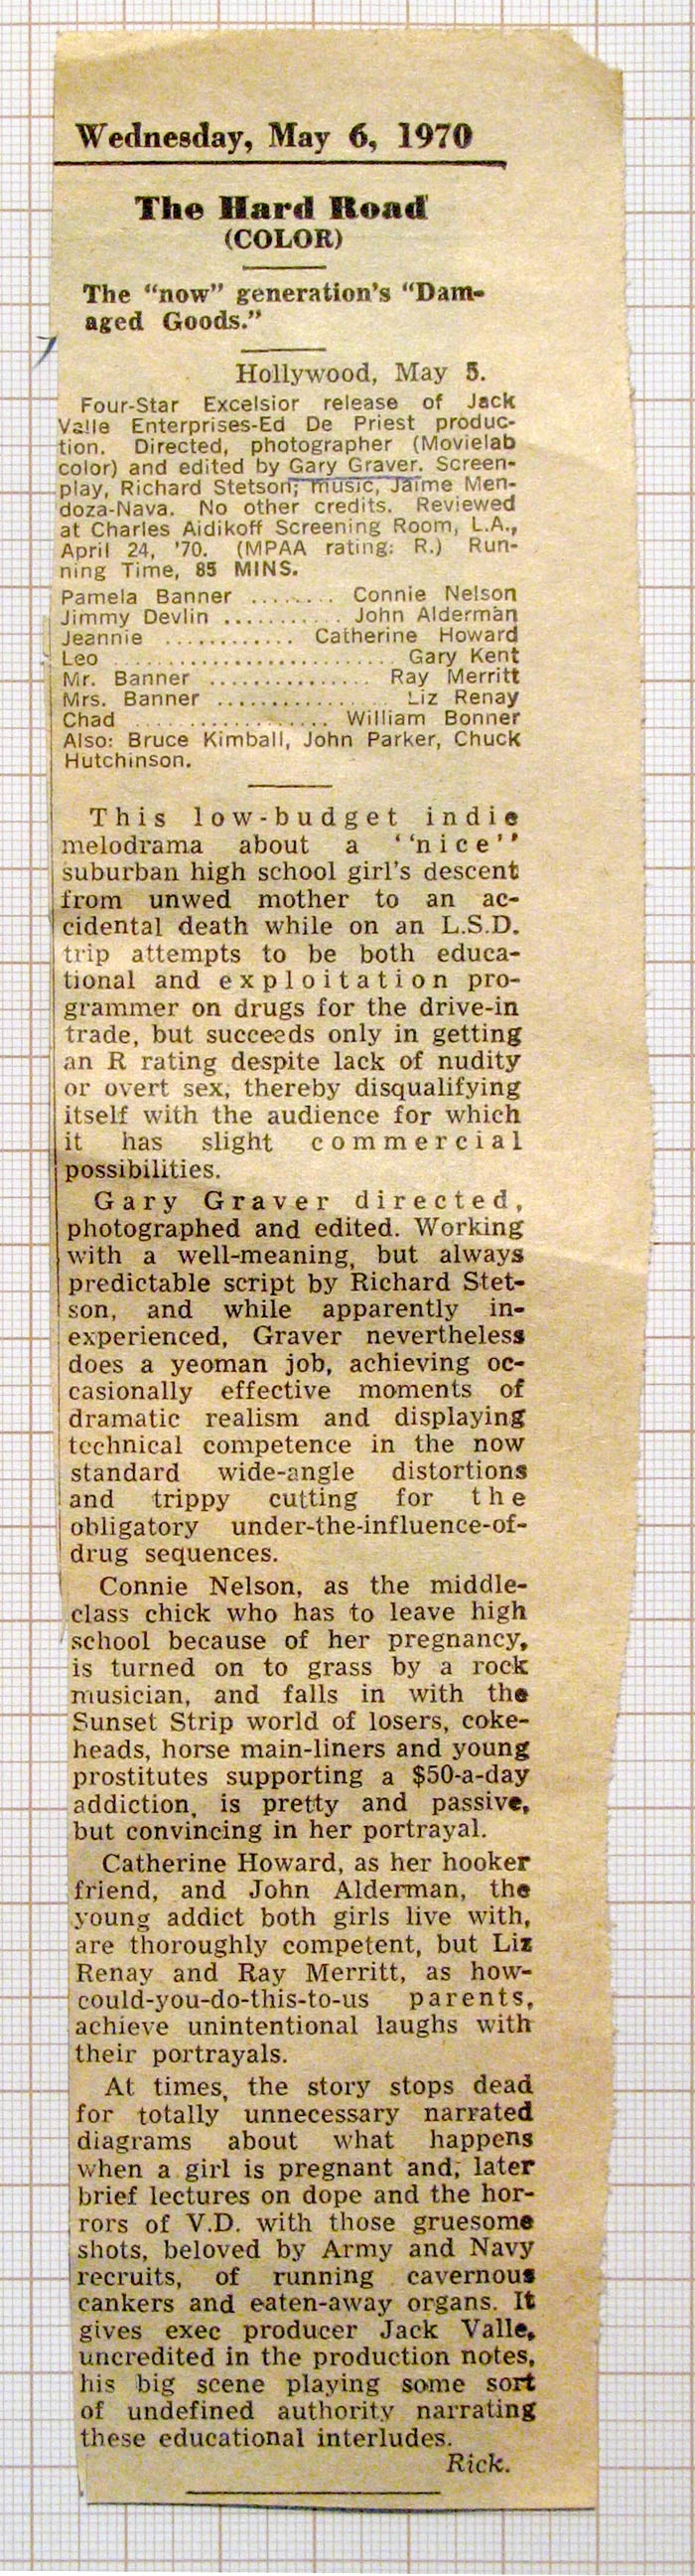 Wednesday, May 6, 1970
The Hard Road
(COLOR)
The "now" generation's "Dam-
aged Goods."
Hollywood, May 5.
Four-Star Excelsior release of Jack
Valle Enterprises-Ed De Priest produc-
tion. Directed, photographer (Movielab
color) and edited by Gary Graver. Screen-
play, Richard Stetson; music, Jaime Men-
doza-Nava. No other credits. Reviewed
at Charles Aidikoff Screening Room, L.A.,
April 24, '70. (MPAA rating: R.) Run-
ning Time, 85 MINS.
Pamela Banner ........ Connie Nelson
Jimmy Devlin ........... John Alderman
Jeannie ............ Catherine Howard
Leo ......................... Gary Kent
Mr. Banner ............... Ray Merritt
Mrs. Banner ................ Liz Renay
Chad .................. William Bonner
Also: Bruce Kimball, John Parker, Chuck
Hutchinson.
This low-budget indie
melodrama about a ''nice''
suburban high school girl's descent
from unwed mother to an ac-
cidental death while on an L.S.D.
trip attempts to be both educa-
tional and exploitation pro-
grammer on drugs for the drive-in
trade, but succeeds only in getting
an R rating despite lack of nudity
or overt sex, thereby disqualifying
itself with the audience for which
it has slight commercial
possibilities.
Gary Graver directed,
photographed and edited. Working
with a well-meaning, but always
predictable script by Richard Stet-
son, and while apparently in-
experienced, Graver nevertheless
does a yeoman job, achieving oc-
casionally effective moments of
dramatic realism and displaying
technical competence in the now
standard wide-angle distortions
and trippy cutting for the
obligatory under-the-influence-of-
drug sequences.
Connie Nelson, as the middle-
class chick who has to leave high
school because of her pregnancy,
is turned on to grass by a rock
musician, and falls in with the
Sunset Strip world of losers, coke-
heads, horse main-liners and young
prostitutes supporting a $50-a-day
addiction, is pretty and passive,
but convincing in her portrayal.
Catherine Howard, as her hooker
friend, and John Alderman, the
young addict both girls live with,
are thoroughly competent, but Liz
Renay and Ray Merritt, as how-
could-you-do-this-to-us parents,
achieve unintentional laughs with
their portrayals.
At times, the story stops dead
for totally unnecessary narrated
diagrams about what happens
when a girl is pregnant and, later
brief lectures on dope and the hor-
rors of V.D. with those gruesome
shots, beloved by Army and Navy
recruits, of running cavernous
cankers and eaten-away organs. It
gives exec producer Jack Valle,
uncredited in the production notes,
his big scene playing some sort
of undefined authority narrating
these educational interludes.
Rick.